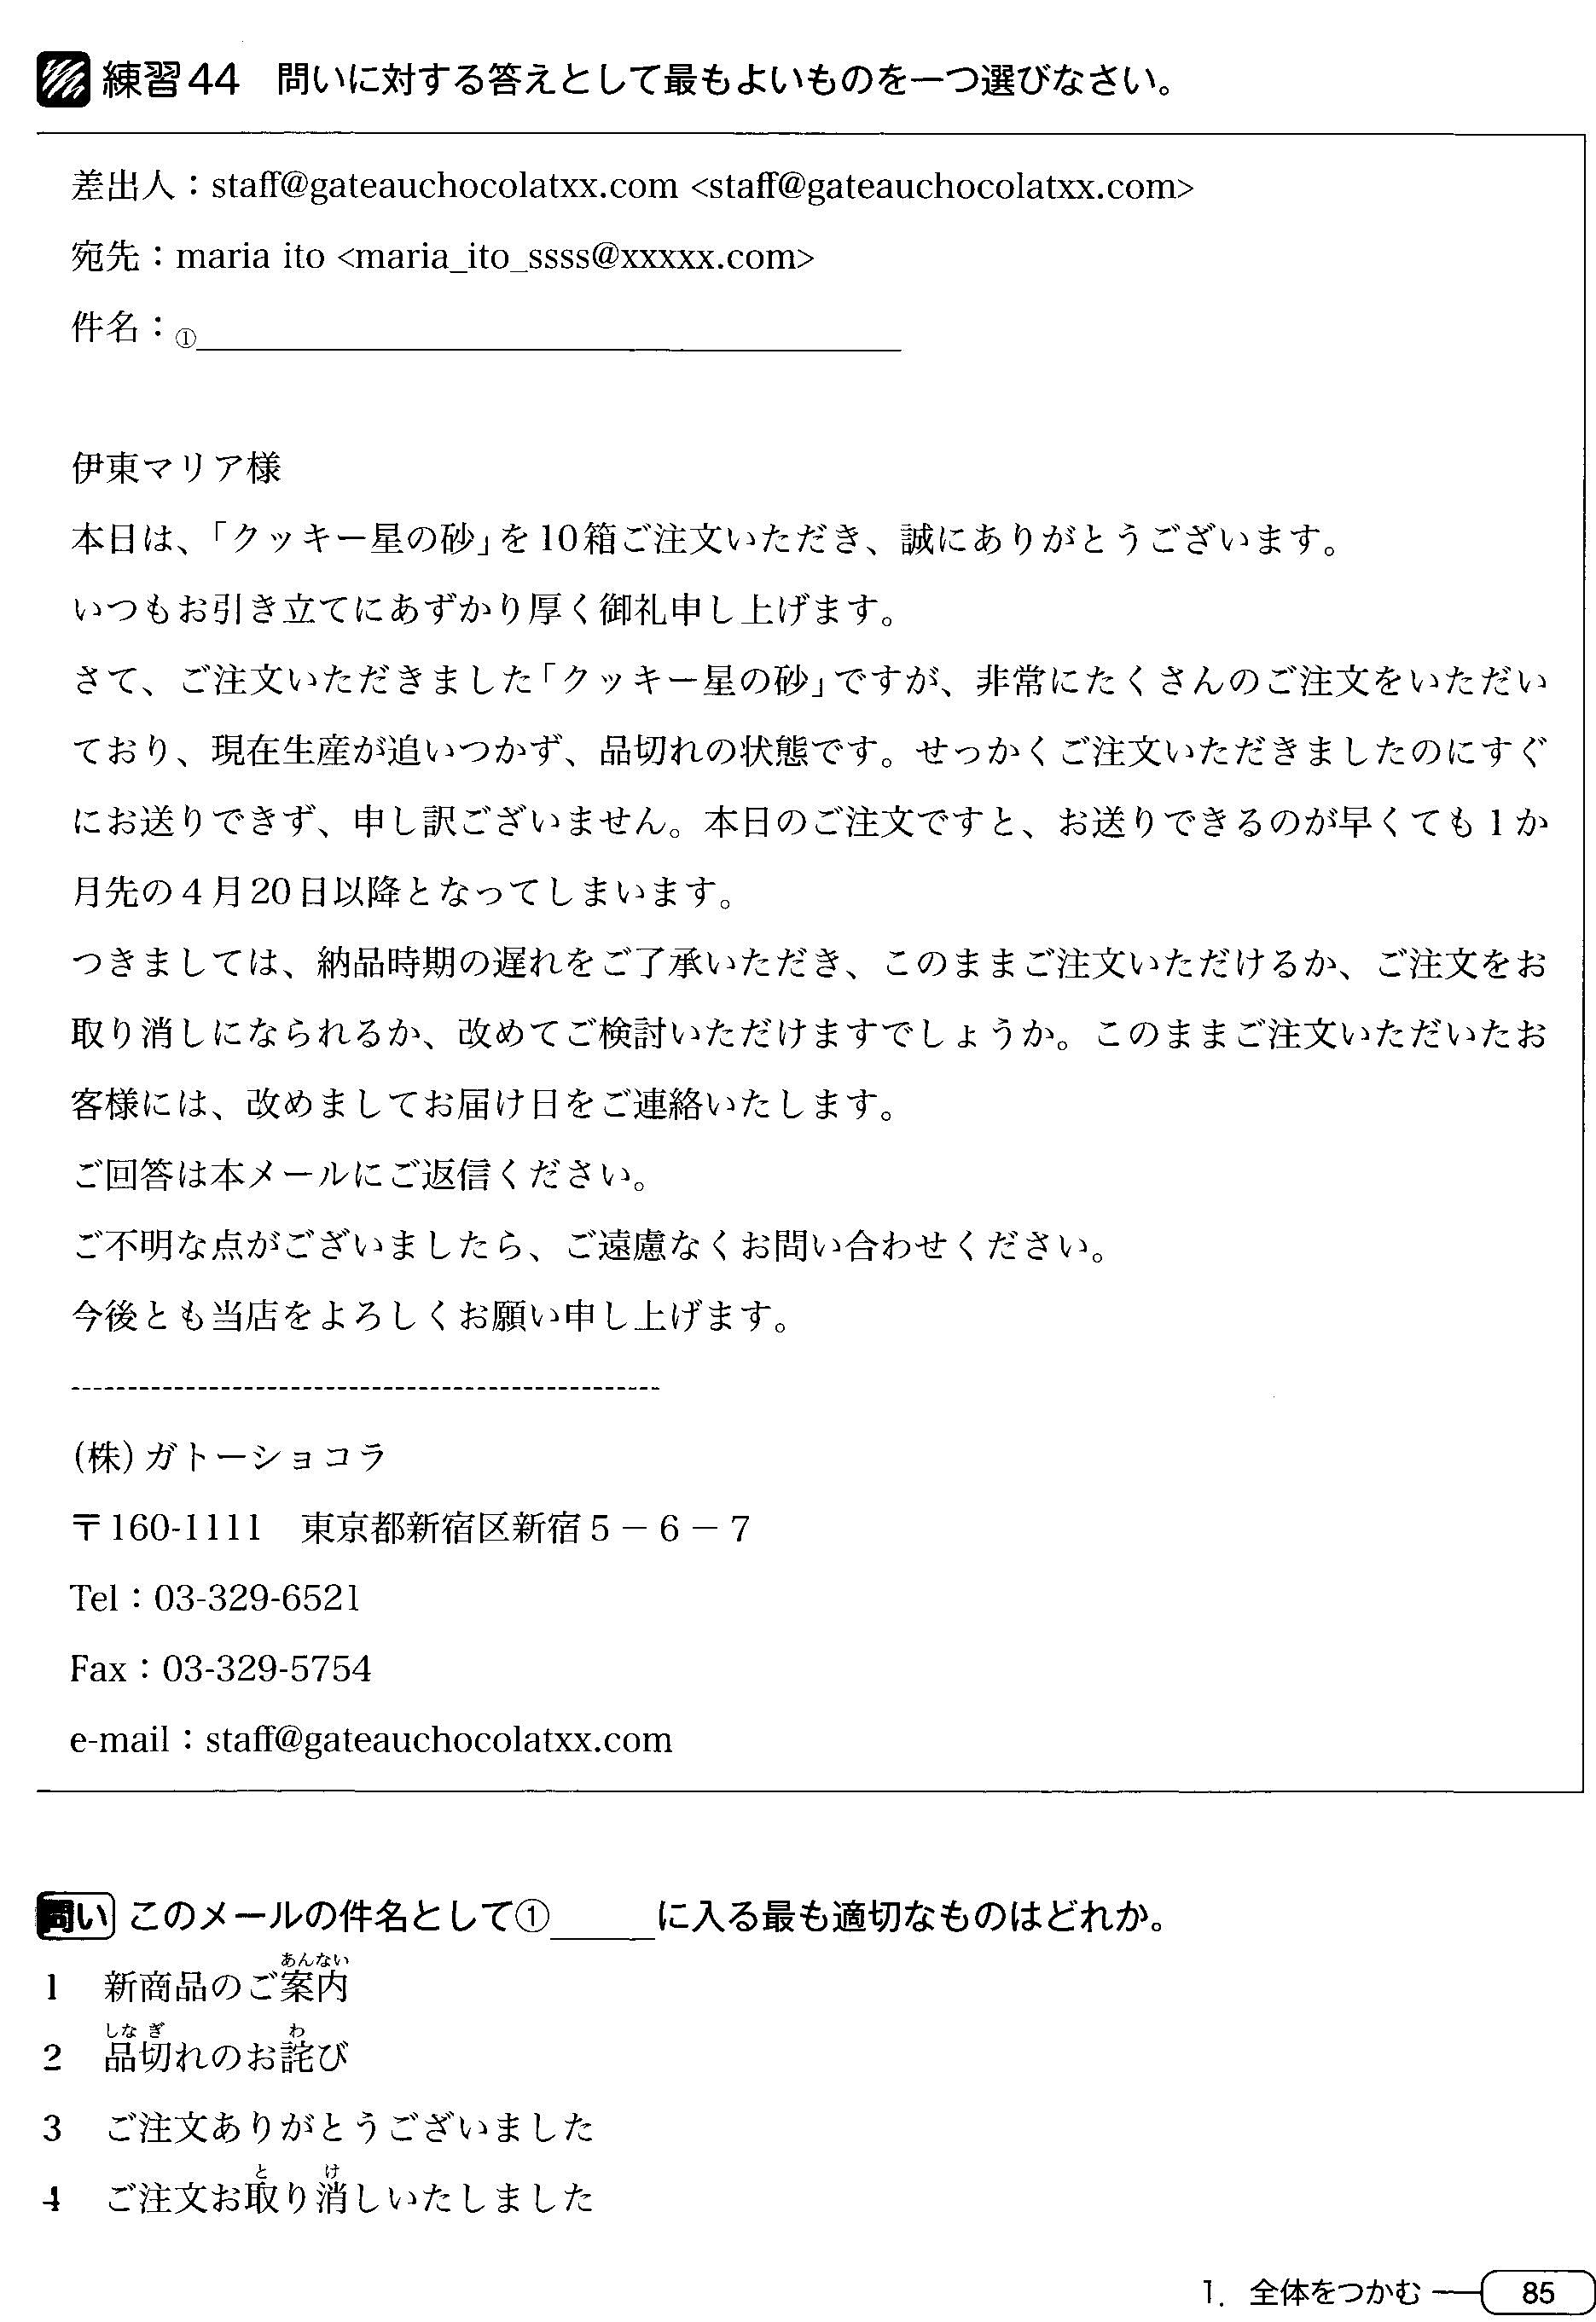 練習44　問いに対する答えとして最もよいものを一つ選びなさい。
差出人：staff@gateauchocolatxx.com <staff@gateauchocolatxx.com>
宛先：maria ito <maria_ito_ssss@xxxxx.com>
件名：①
伊東マリア様
本日は、「クッキー星の砂」を10箱ご注文いただき、誠にありがとうございます。
いつもお引き立てにあずかり厚く御礼申し上げます。
さて、ご注文いただきました「クッキー星の砂」ですが、非常にたくさんのご注文をいただい
ており、現在生産が追いつかず、品切れの状態です。せっかくご注文いただきましたのにすぐ
にお送りできず、申し訳ございません。本日のご注文ですと、お送りできるのが早くても1か
月先の4月20日以降となってしまいます。
つきましては、納品時期の遅れをご了承いただき、このままご注文いただけるか、ご注文をお
取り消しになられるか、改めてご検討いただけますでしょうか。このままご注文いただいたお
客様には、改めましてお届け日をご連絡いたします。
ご回答は本メールにご返信ください。
ご不明な点がございましたら、ご遠慮なくお問い合わせください。
今後とも当店をよろしくお願い申し上げます。
--------------------------------------------------
(株)ガトーショコラ
〒160-1111　東京都新宿区新宿5－6－7
Tel：03-329-6521
Fax：03-329-5754
e-mail：staff@gateauchocolatxx.com
問い このメールの件名として①＿＿＿に入る最も適切なものはどれか。
あんない
1　新商品のご案内
しなぎ　わ
2　品切れのお詫び
3　ご注文ありがとうございました
と　け
4　ご注文お取り消しいたしました
1．全体をつかむ　85